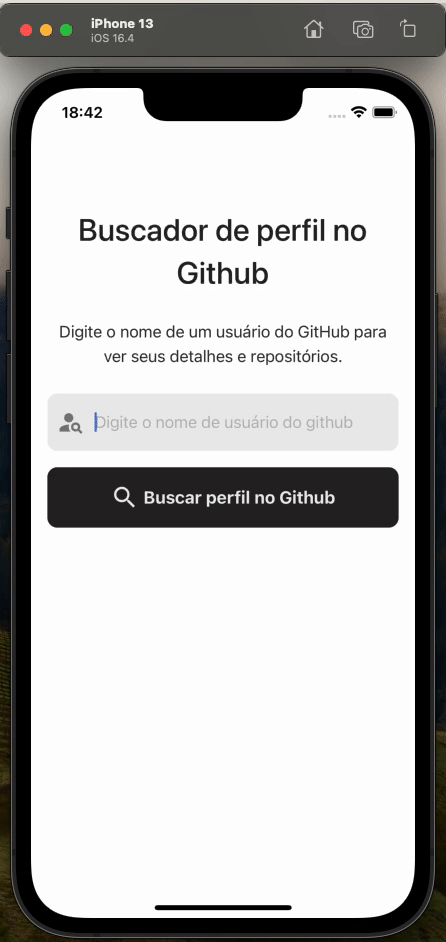 iPhone 13
iOS 16.4
18:42
Buscador de perfil no
Github
Digite o nome de um usuário do GitHub para
ver seus detalhes e repositórios.
Digite o nome de usuário do github
Buscar perfil no Github